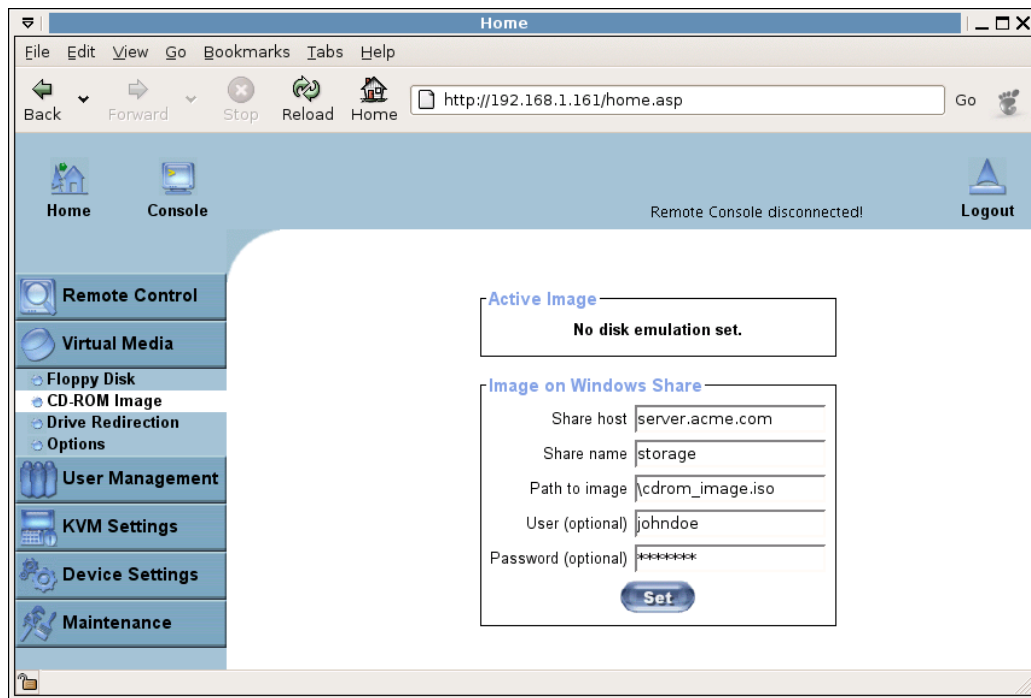 Home
File Edit View Go Bookmarks Tabs Help
Back Forward Stop Reload Home http://192.168.1.161/home.asp Go
Home Console Remote Console disconnected! Logout
Remote Control
Virtual Media
Floppy Disk
CD-ROM Image
Drive Redirection
Options
User Management
KVM Settings
Device Settings
Maintenance
Active Image
No disk emulation set.
Image on Windows Share
Share host server.acme.com
Share name storage
Path to image \cdrom_image.iso
User (optional) johndoe
Password (optional) *******
Set